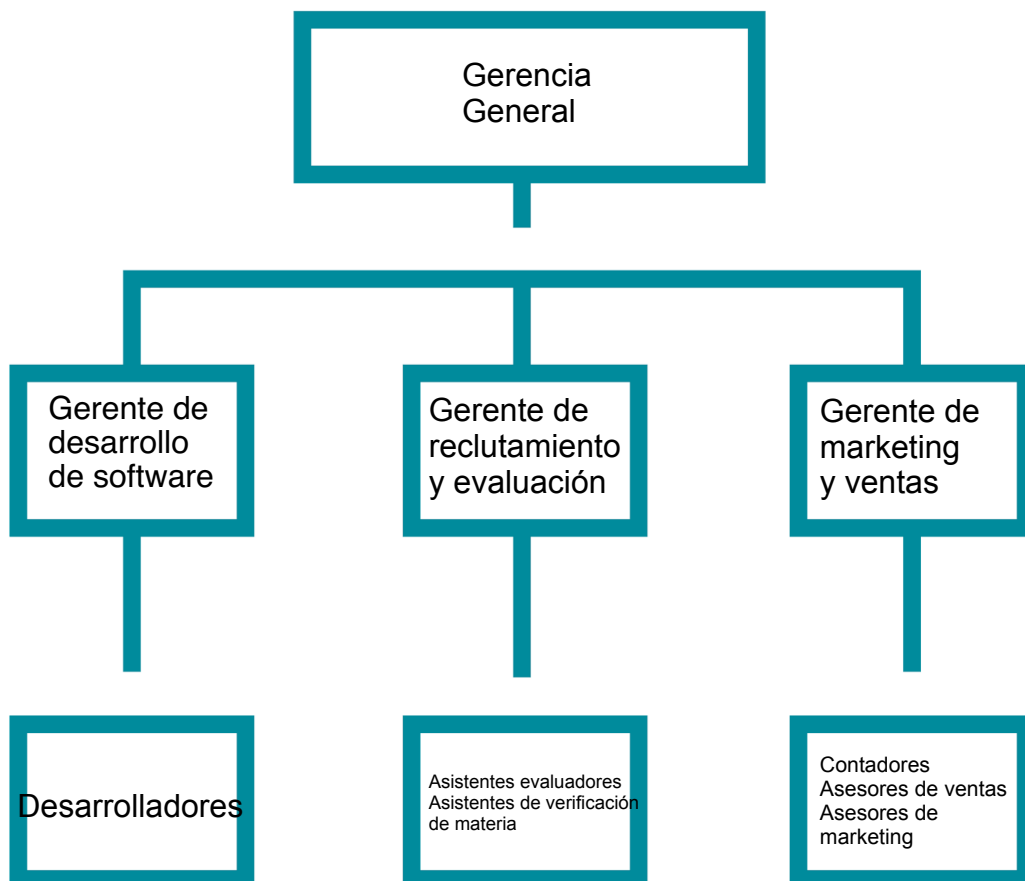 Gerencia
General
Gerente de
desarrollo
de software
Gerente de
reclutamiento
y evaluación
Gerente de
marketing
y ventas
Desarrolladores
Asistentes evaluadores
Asistentes de verificación
de materia
Contadores
Asesores de ventas
Asesores de
marketing